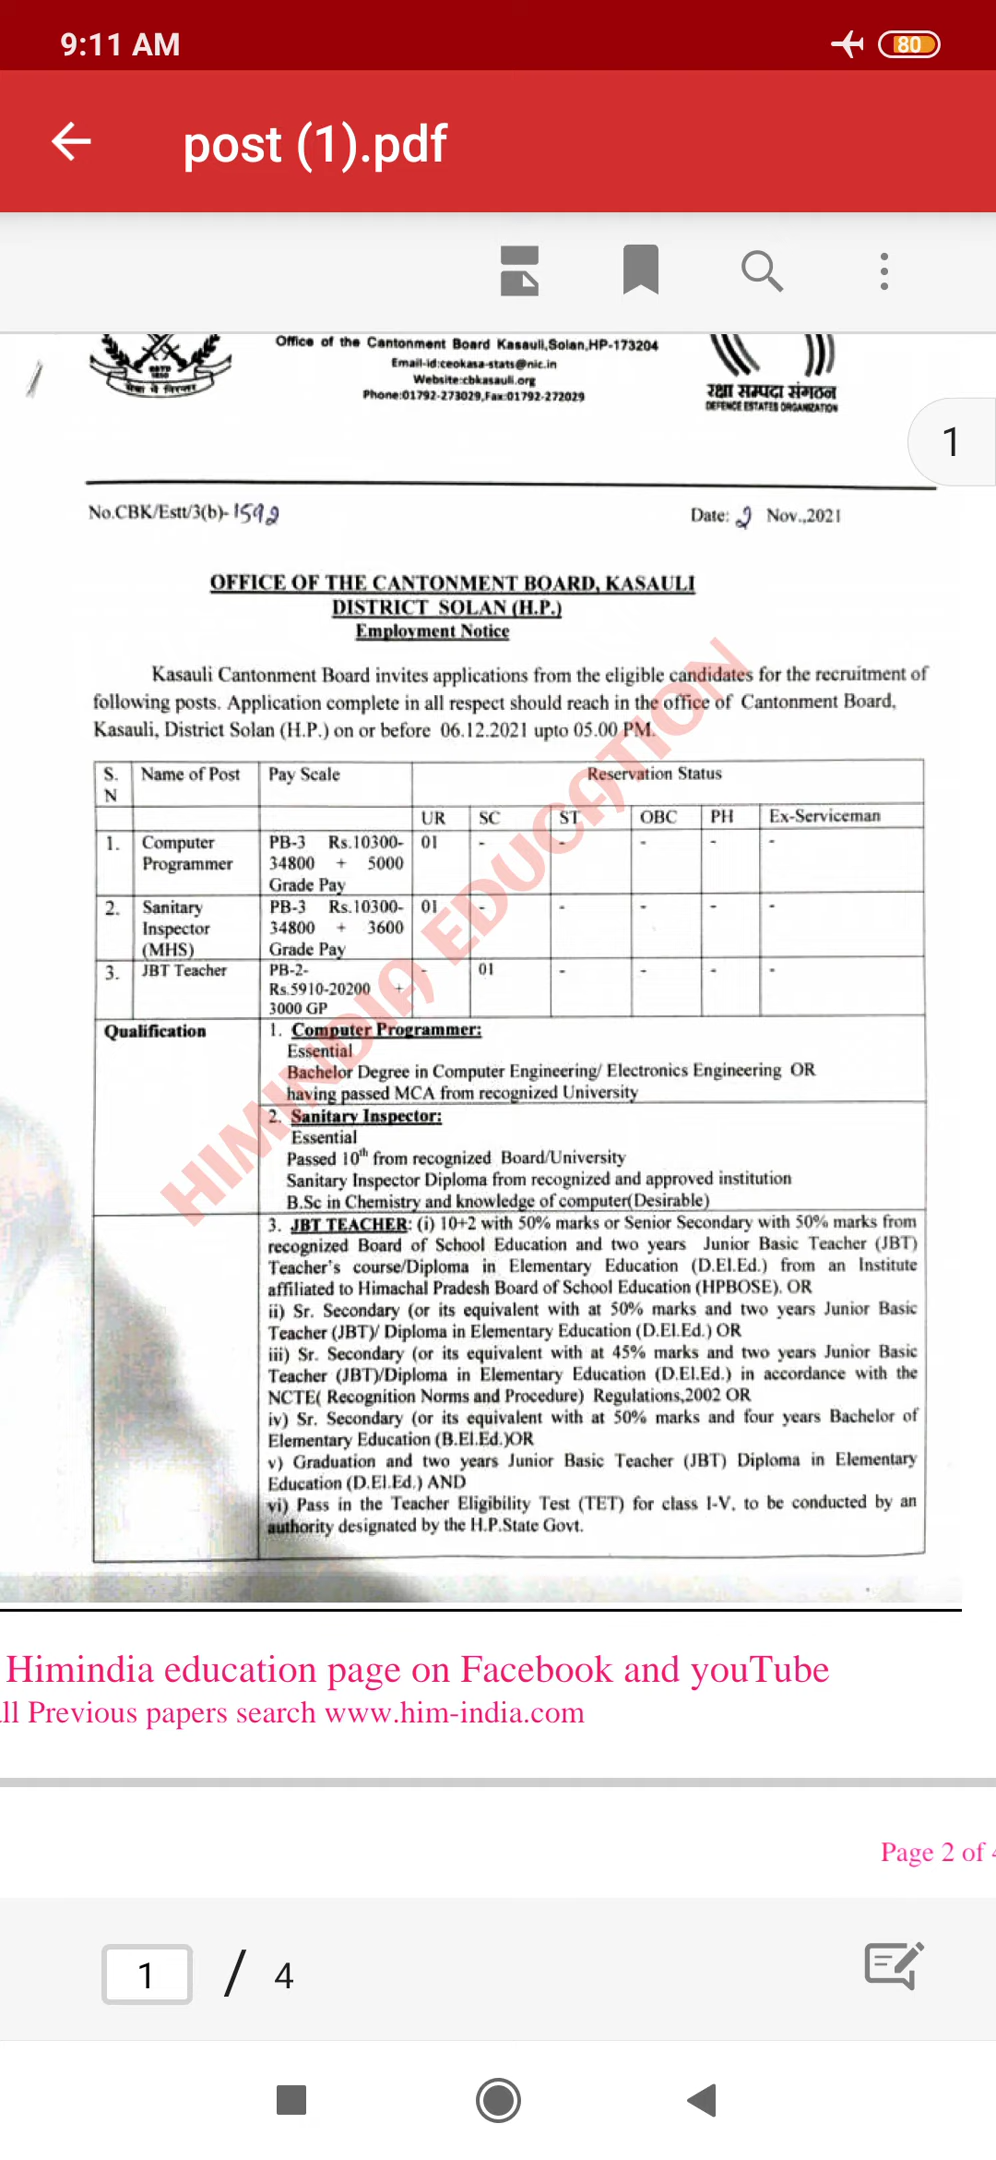 9:11 AM
80
post (1).pdf
Office of the Cantonment Board Kasauli,Solan,HP-173204
Email-id:ceokasa-stats@nic.in
Website:cbkasauli.org
Phone:01792-273029,Fax:01792-272029
रक्षा सम्पदा संगठन
DEFENCE ESTATES ORGANIZATION
1
No.CBK/Estt/3(b)-1592
Date: 2 Nov.,2021
OFFICE OF THE CANTONMENT BOARD, KASAULI
DISTRICT SOLAN (H.P.)
Employment Notice
Kasauli Cantonment Board invites applications from the eligible candidates for the recruitment of
following posts. Application complete in all respect should reach in the office of Cantonment Board,
Kasauli, District Solan (H.P.) on or before 06.12.2021 upto 05.00 PM.
S. N Name of Post Pay Scale Reservation Status
UR SC ST OBC PH Ex-Serviceman
1. Computer PB-3 Rs.10300- 01 - - - - -
Programmer 34800 + 5000
Grade Pay
2. Sanitary PB-3 Rs.10300- 01 - - - - -
Inspector 34800 + 3600
(MHS) Grade Pay
3. JBT Teacher PB-2- - 01 - - - -
Rs.5910-20200 +
3000 GP
Qualification 1. Computer Programmer:
Essential
Bachelor Degree in Computer Engineering/ Electronics Engineering OR
having passed MCA from recognized University
2. Sanitary Inspector:
Essential
Passed 10th from recognized Board/University
Sanitary Inspector Diploma from recognized and approved institution
B.Sc in Chemistry and knowledge of computer(Desirable)
3. JBT TEACHER: (i) 10+2 with 50% marks or Senior Secondary with 50% marks from
recognized Board of School Education and two years Junior Basic Teacher (JBT)
Teacher's course/Diploma in Elementary Education (D.El.Ed.) from an Institute
affiliated to Himachal Pradesh Board of School Education (HPBOSE). OR
ii) Sr. Secondary (or its equivalent with at 50% marks and two years Junior Basic
Teacher (JBT)/ Diploma in Elementary Education (D.El.Ed.) OR
iii) Sr. Secondary (or its equivalent with at 45% marks and two years Junior Basic
Teacher (JBT)/Diploma in Elementary Education (D.El.Ed.) in accordance with the
NCTE( Recognition Norms and Procedure) Regulations,2002 OR
iv) Sr. Secondary (or its equivalent with at 50% marks and four years Bachelor of
Elementary Education (B.El.Ed.)OR
v) Graduation and two years Junior Basic Teacher (JBT) Diploma in Elementary
Education (D.El.Ed.) AND
vi) Pass in the Teacher Eligibility Test (TET) for class I-V, to be conducted by an
authority designated by the H.P.State Govt.
HIMINDIA EDUCATION
Himindia education page on Facebook and youTube
ll Previous papers search www.him-india.com
Page 2 of 4
1 / 4